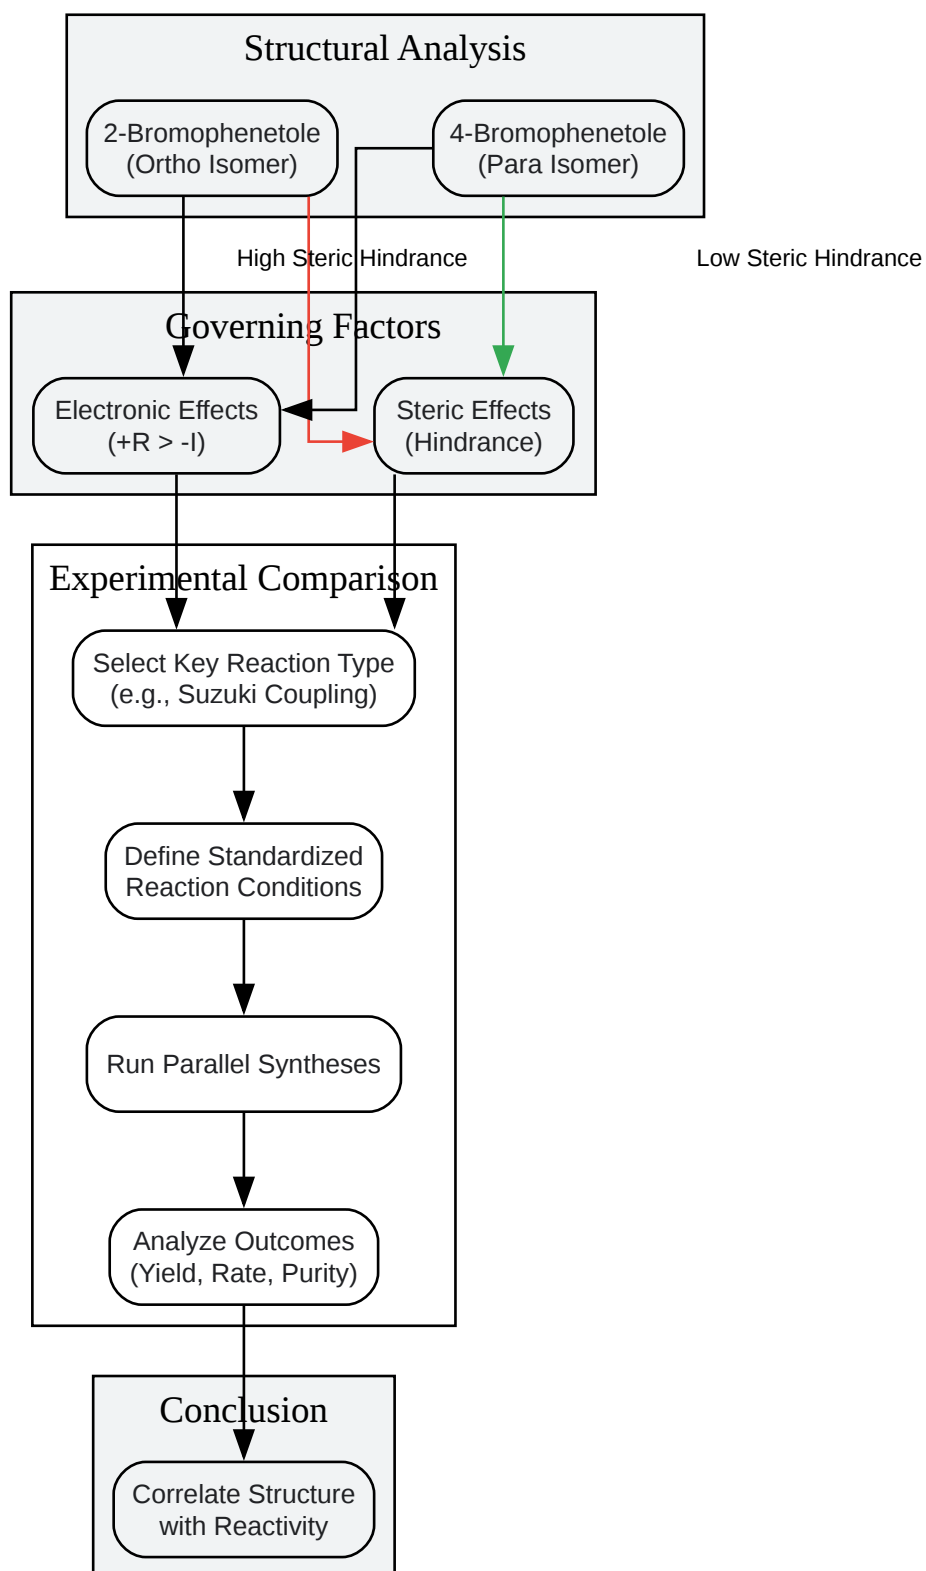 Structural Analysis
2-Bromophenetole
(Ortho Isomer)
4-Bromophenetole
(Para Isomer)
High Steric Hindrance
Low Steric Hindrance
Governing Factors
Electronic Effects
(+R > -I)
Steric Effects
(Hindrance)
Experimental Comparison
Select Key Reaction Type
(e.g., Suzuki Coupling)
Define Standardized
Reaction Conditions
Run Parallel Syntheses
Analyze Outcomes
(Yield, Rate, Purity)
Conclusion
Correlate Structure
with Reactivity